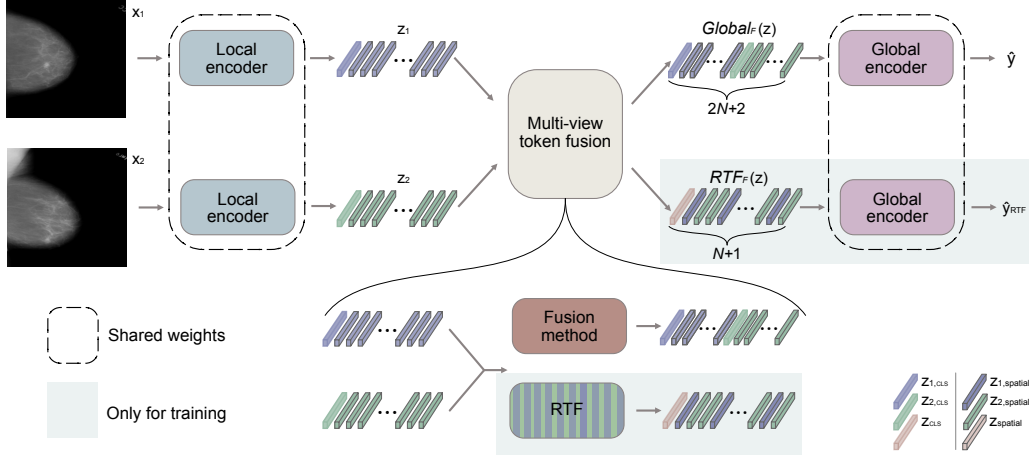 x₁
Local
encoder
z₁
...
Multi-view
token fusion
Global_F(z)
... ...
2N+2
Global
encoder
ŷ
x₂
Local
encoder
z₂
...
RTF_F(z)
...
N+1
Global
encoder
ŷ_RTF
Shared weights
Only for training
...
...
Fusion
method
... ...
RTF
...
z₁,CLS
z₂,CLS
z_CLS
z₁,spatial
z₂,spatial
z_spatial